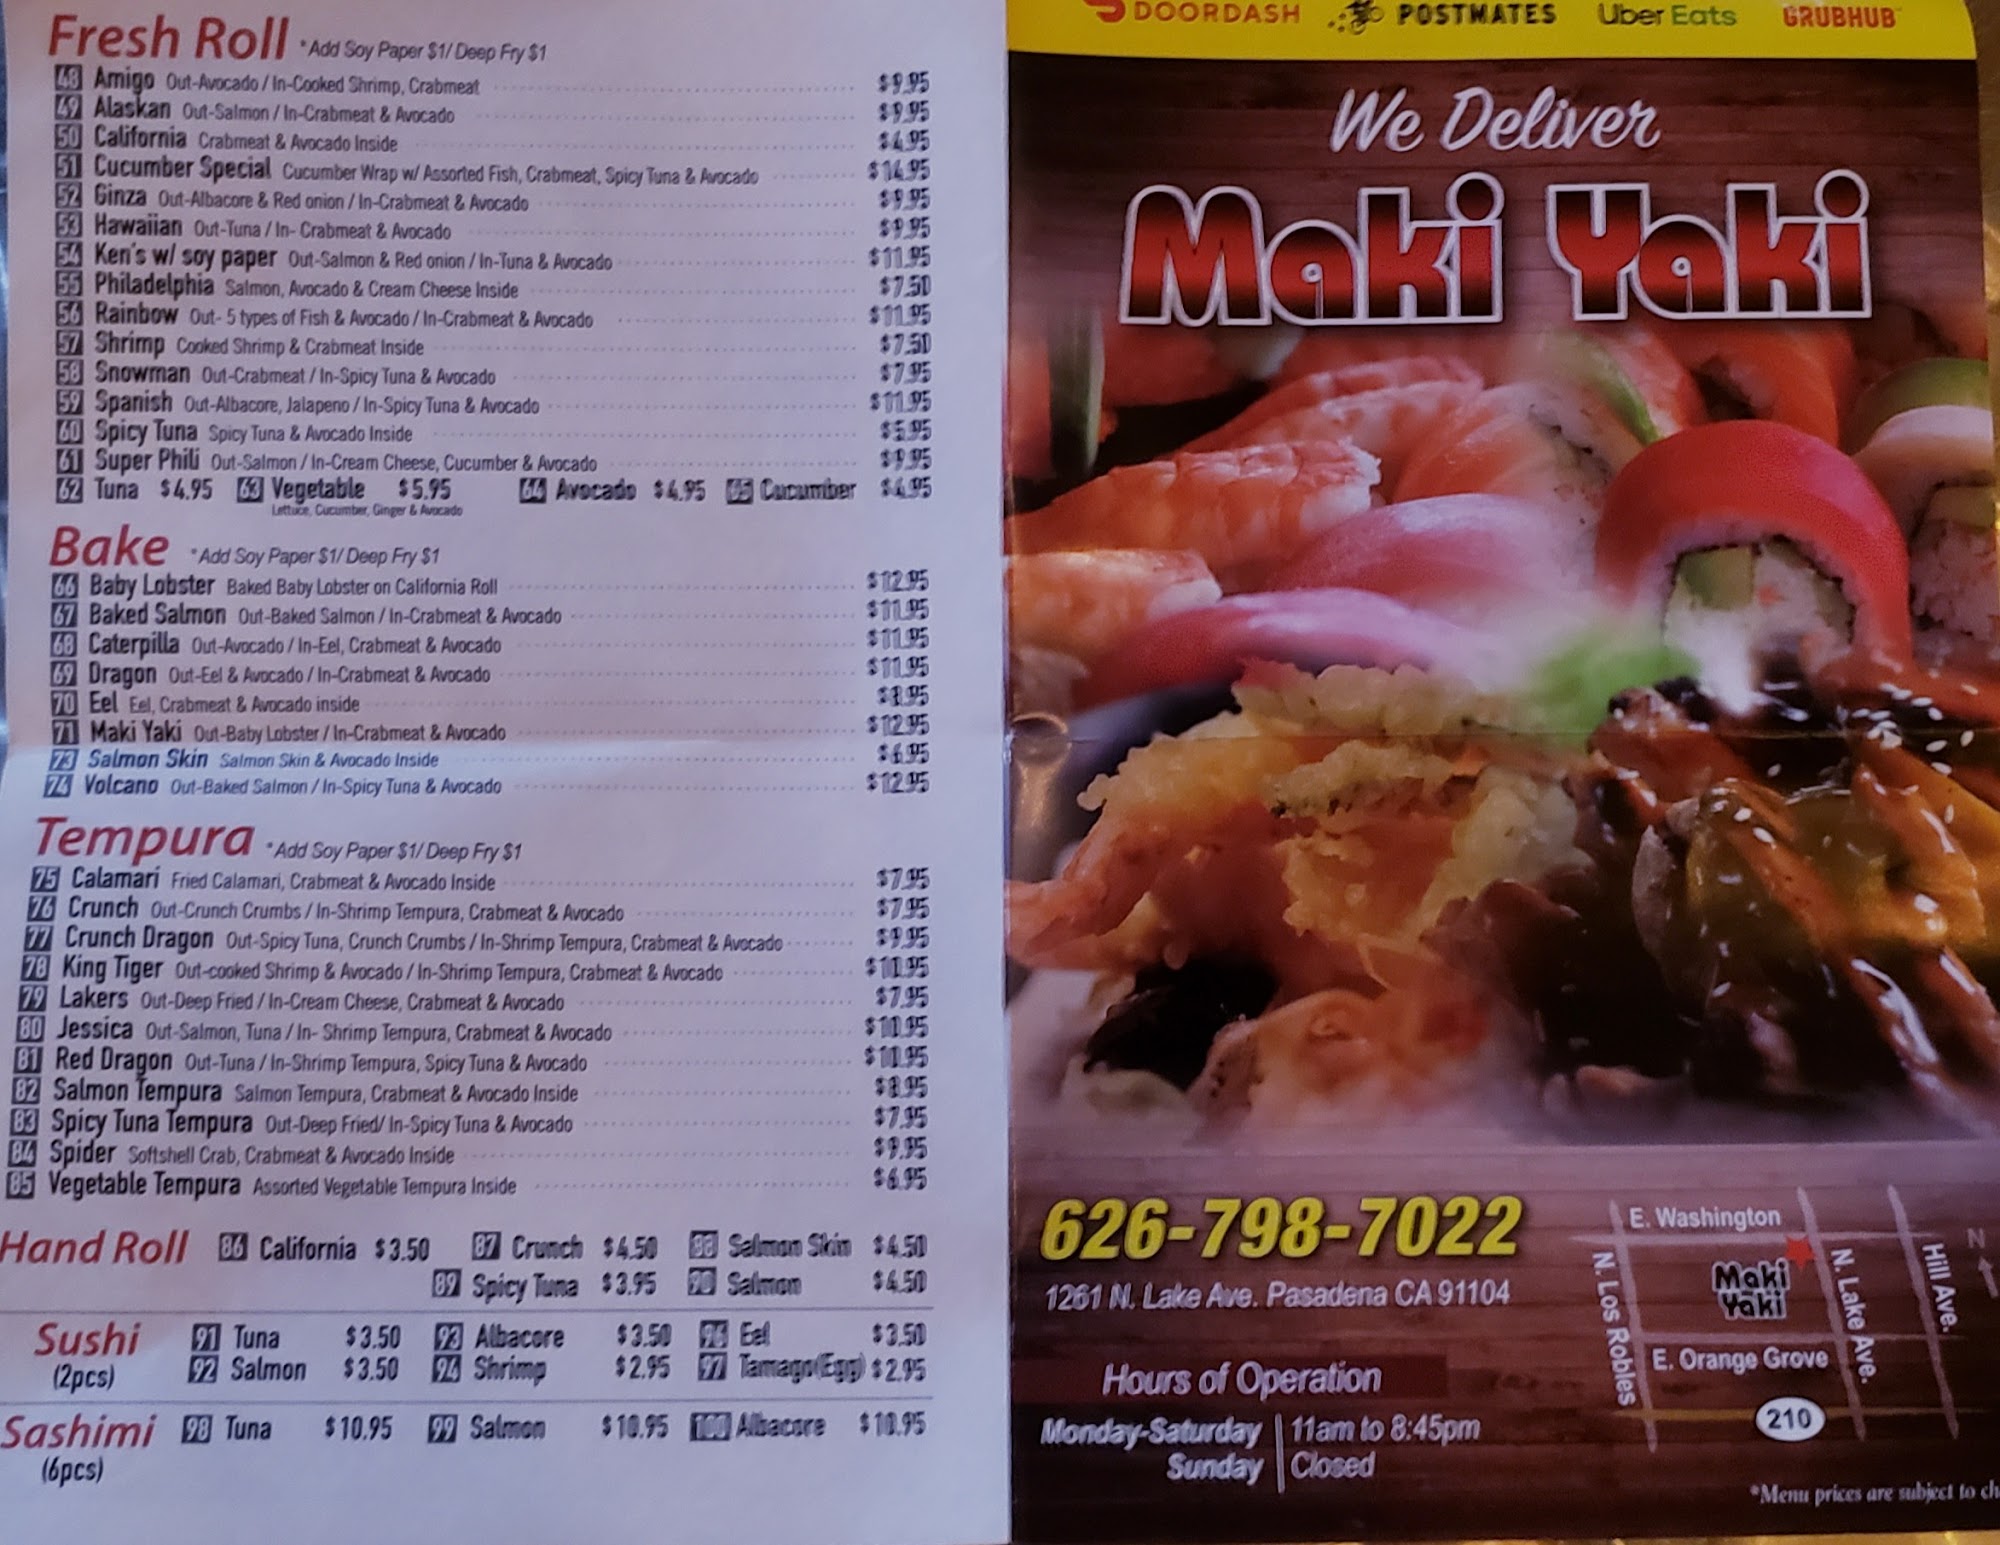 Fresh Roll *Add Soy Paper $1/ Deep Fry $1
48 Amigo Out-Avocado / In-Cooked Shrimp, Crabmeat $9.95
49 Alaskan Out-Salmon / In-Crabmeat & Avocado $9.95
50 California Crabmeat & Avocado Inside $4.95
51 Cucumber Special Cucumber Wrap w/ Assorted Fish, Crabmeat, Spicy Tuna & Avocado $14.95
52 Ginza Out-Albacore & Red onion / In-Crabmeat & Avocado $9.95
53 Hawaiian Out-Tuna / In- Crabmeat & Avocado $9.95
54 Ken's w/ soy paper Out-Salmon & Red onion / In-Tuna & Avocado $11.95
55 Philadelphia Salmon, Avocado & Cream Cheese Inside $7.50
56 Rainbow Out- 5 types of Fish & Avocado / In-Crabmeat & Avocado $11.95
57 Shrimp Cooked Shrimp & Crabmeat Inside $7.50
58 Snowman Out-Crabmeat / In-Spicy Tuna & Avocado $7.95
59 Spanish Out-Albacore, Jalapeno / In-Spicy Tuna & Avocado $11.95
60 Spicy Tuna Spicy Tuna & Avocado Inside $5.95
61 Super Phili Out-Salmon / In-Cream Cheese, Cucumber & Avocado $9.95
62 Tuna $4.95 63 Vegetable $5.95 64 Avocado $4.95 65 Cucumber $4.95
Lettuce, Cucumber, Ginger & Avocado
Bake *Add Soy Paper $1/ Deep Fry $1
66 Baby Lobster Baked Baby Lobster on California Roll $12.95
67 Baked Salmon Out-Baked Salmon / In-Crabmeat & Avocado $11.95
68 Caterpilla Out-Avocado / In-Eel, Crabmeat & Avocado $11.95
69 Dragon Out-Eel & Avocado / In-Crabmeat & Avocado $11.95
70 Eel Eel, Crabmeat & Avocado inside $8.95
71 Maki Yaki Out-Baby Lobster / In-Crabmeat & Avocado $12.95
73 Salmon Skin Salmon Skin & Avocado Inside $6.95
74 Volcano Out-Baked Salmon / In-Spicy Tuna & Avocado $12.95
Tempura *Add Soy Paper $1/ Deep Fry $1
75 Calamari Fried Calamari, Crabmeat & Avocado Inside $7.95
76 Crunch Out-Crunch Crumbs / In-Shrimp Tempura, Crabmeat & Avocado $7.95
77 Crunch Dragon Out-Spicy Tuna, Crunch Crumbs / In-Shrimp Tempura, Crabmeat & Avocado $9.95
78 King Tiger Out-cooked Shrimp & Avocado / In-Shrimp Tempura, Crabmeat & Avocado $10.95
79 Lakers Out-Deep Fried / In-Cream Cheese, Crabmeat & Avocado $7.95
80 Jessica Out-Salmon, Tuna / In- Shrimp Tempura, Crabmeat & Avocado $10.95
81 Red Dragon Out-Tuna / In-Shrimp Tempura, Spicy Tuna & Avocado $10.95
82 Salmon Tempura Salmon Tempura, Crabmeat & Avocado Inside $8.95
83 Spicy Tuna Tempura Out-Deep Fried/ In-Spicy Tuna & Avocado $7.95
84 Spider Softshell Crab, Crabmeat & Avocado Inside $9.95
85 Vegetable Tempura Assorted Vegetable Tempura Inside $6.95
Hand Roll 86 California $3.50 87 Crunch $4.50 88 Salmon Skin $4.50
89 Spicy Tuna $3.95 90 Salmon $4.50
Sushi 91 Tuna $3.50 93 Albacore $3.50 96 Eel $3.50
(2pcs) 92 Salmon $3.50 94 Shrimp $2.95 97 Tamago(Egg) $2.95
Sashimi 98 Tuna $10.95 99 Salmon $10.95 100 Albacore $10.95
(6pcs)
DOORDASH POSTMATES Uber Eats GRUBHUB
We Deliver
Maki Yaki
626-798-7022
1261 N. Lake Ave. Pasadena CA 91104
Hours of Operation
Monday-Saturday 11am to 8:45pm
Sunday Closed
E. Washington
N. Los Robles
Maki
Yaki
N. Lake Ave.
Hill Ave.
N
E. Orange Grove
210
*Menu prices are subject to ch